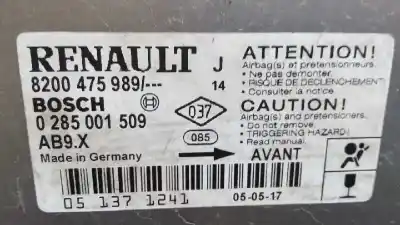 RENAULT J
8200 475 989/--- 14
BOSCH
0 285 001 509
AB9.X
Made in Germany
037
085
AVANT
ATTENTION!
Airbag(s) et pretensionneurs.
• Ne pas demonter.
• RISQUE DE DECLENCHEMENT
• Consulter la notice.
CAUTION!
Airbag(s) and pretensioners.
• Do not remove.
• TRIGGERING HAZARD!
• Read manual.
05 137 1241
05-05-17